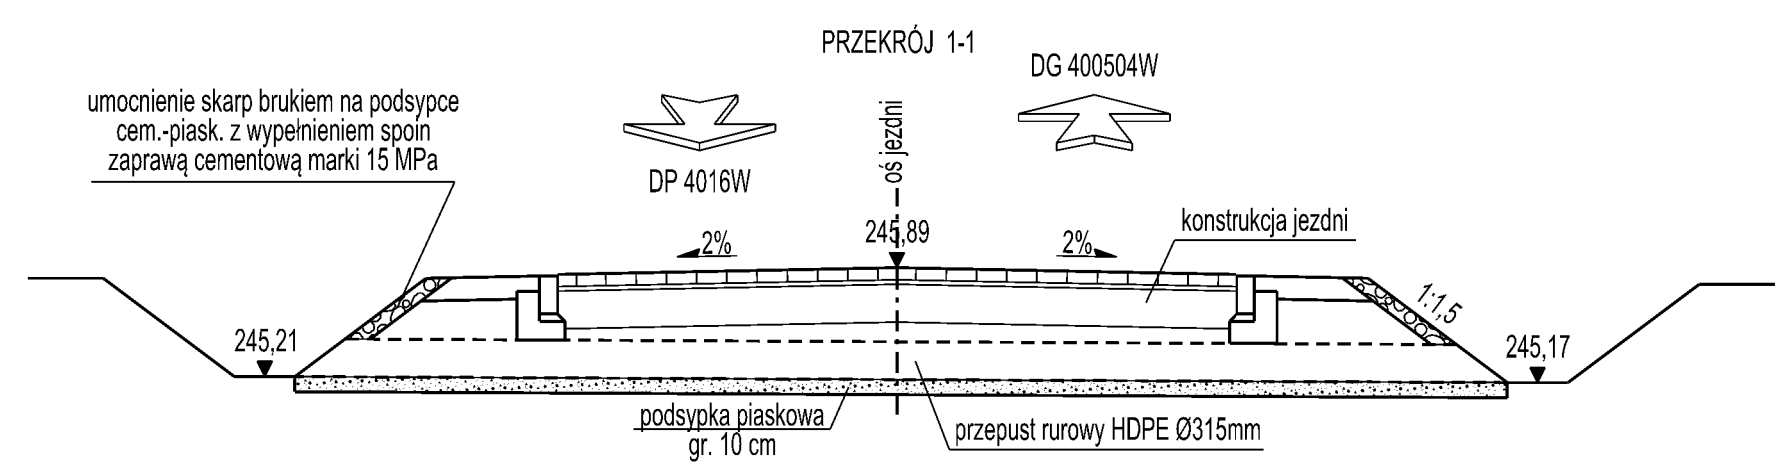 PRZEKRÓJ 1-1
DG 400504W
umocnienie skarp brukiem na podsypce
cem.-piask. z wypełnieniem spoin
zaprawą cementową marki 15 MPa
DP 4016W
oś jezdni
konstrukcja jezdni
245,89
2%
2%
1:1,5
245,21
245,17
podsypka piaskowa
gr. 10 cm
przepust rurowy HDPE Ø315mm